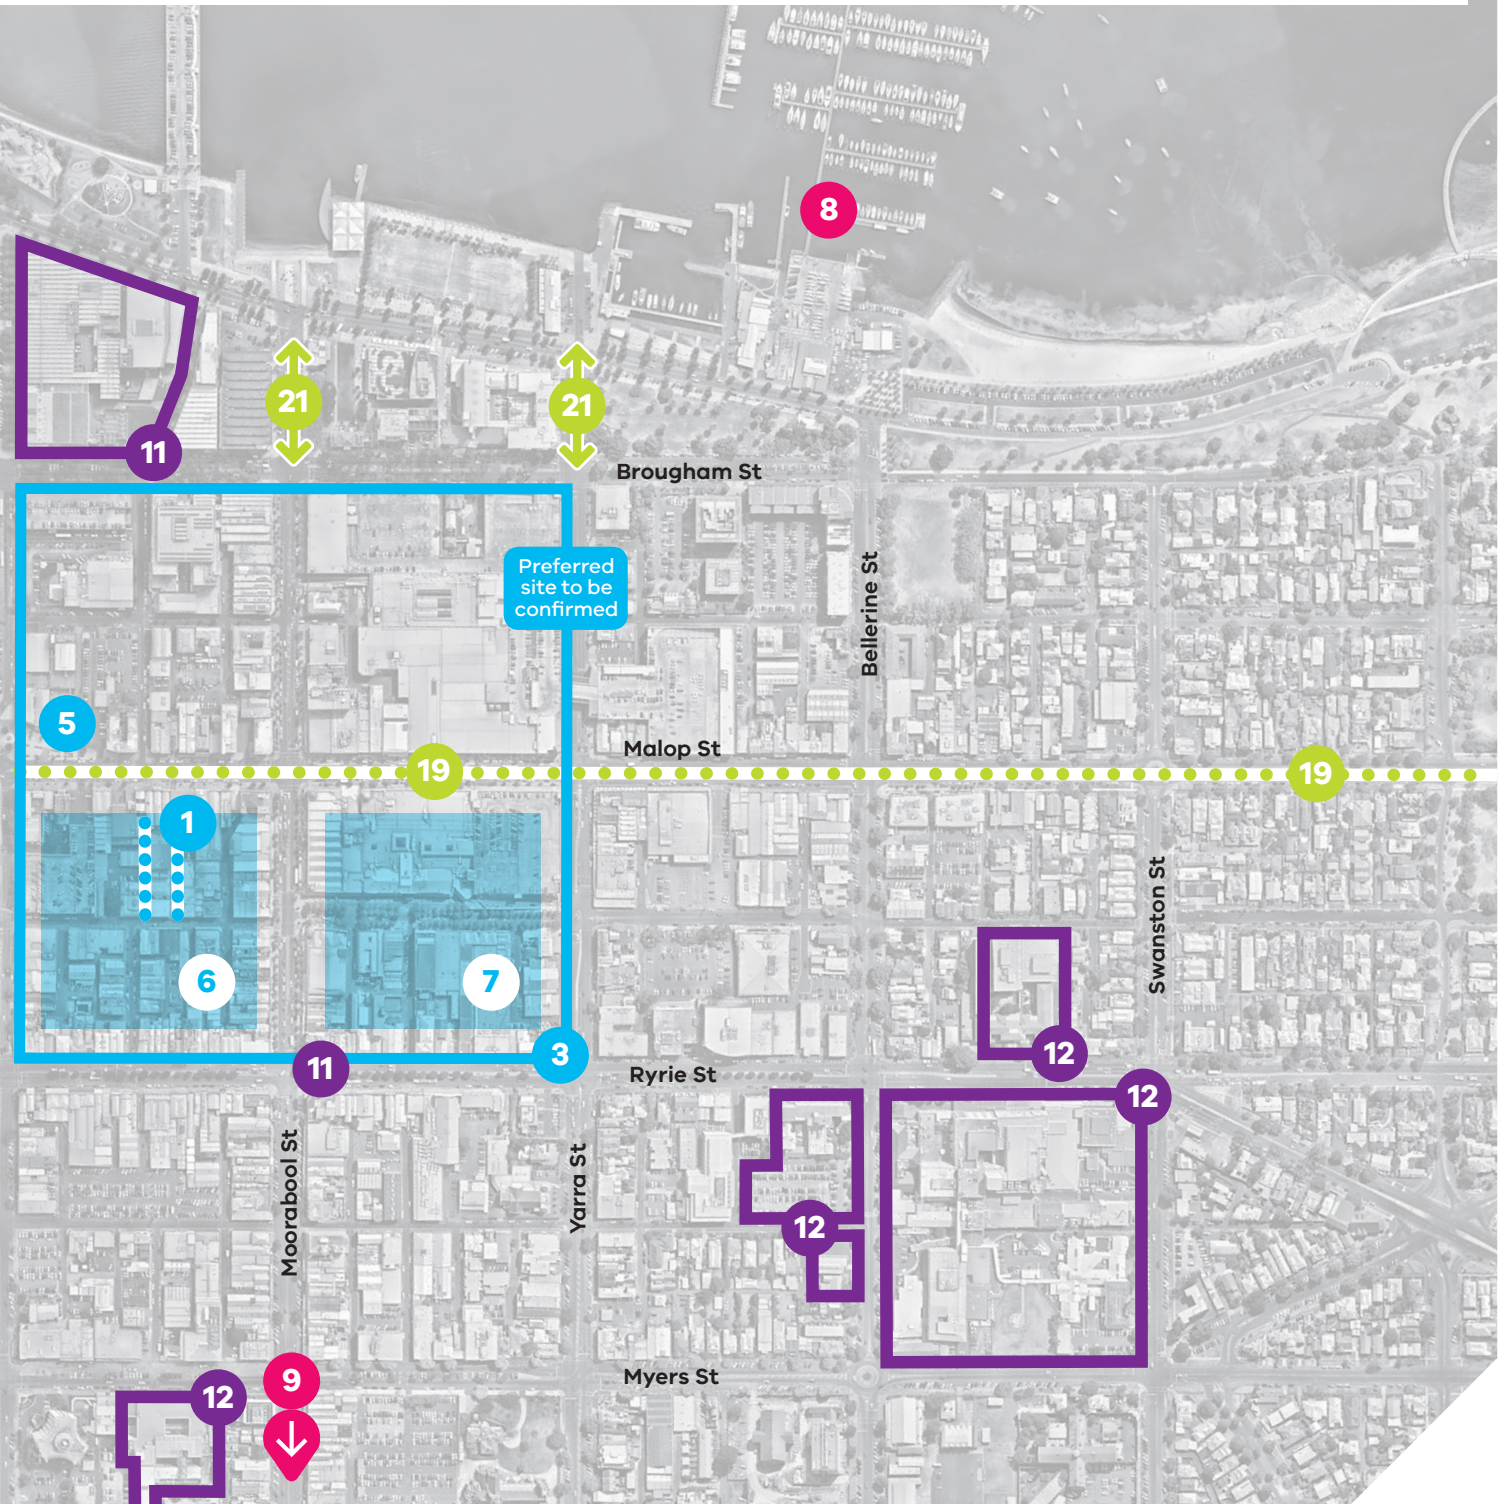 8
21
21
11
Brougham St
Preferred
site to be
confirmed
Bellerine St
5
Malop St
19
19
1
Swanston St
6
7
12
3
11
Ryrie St
12
Moorabool St
Yarra St
12
Myers St
9
12